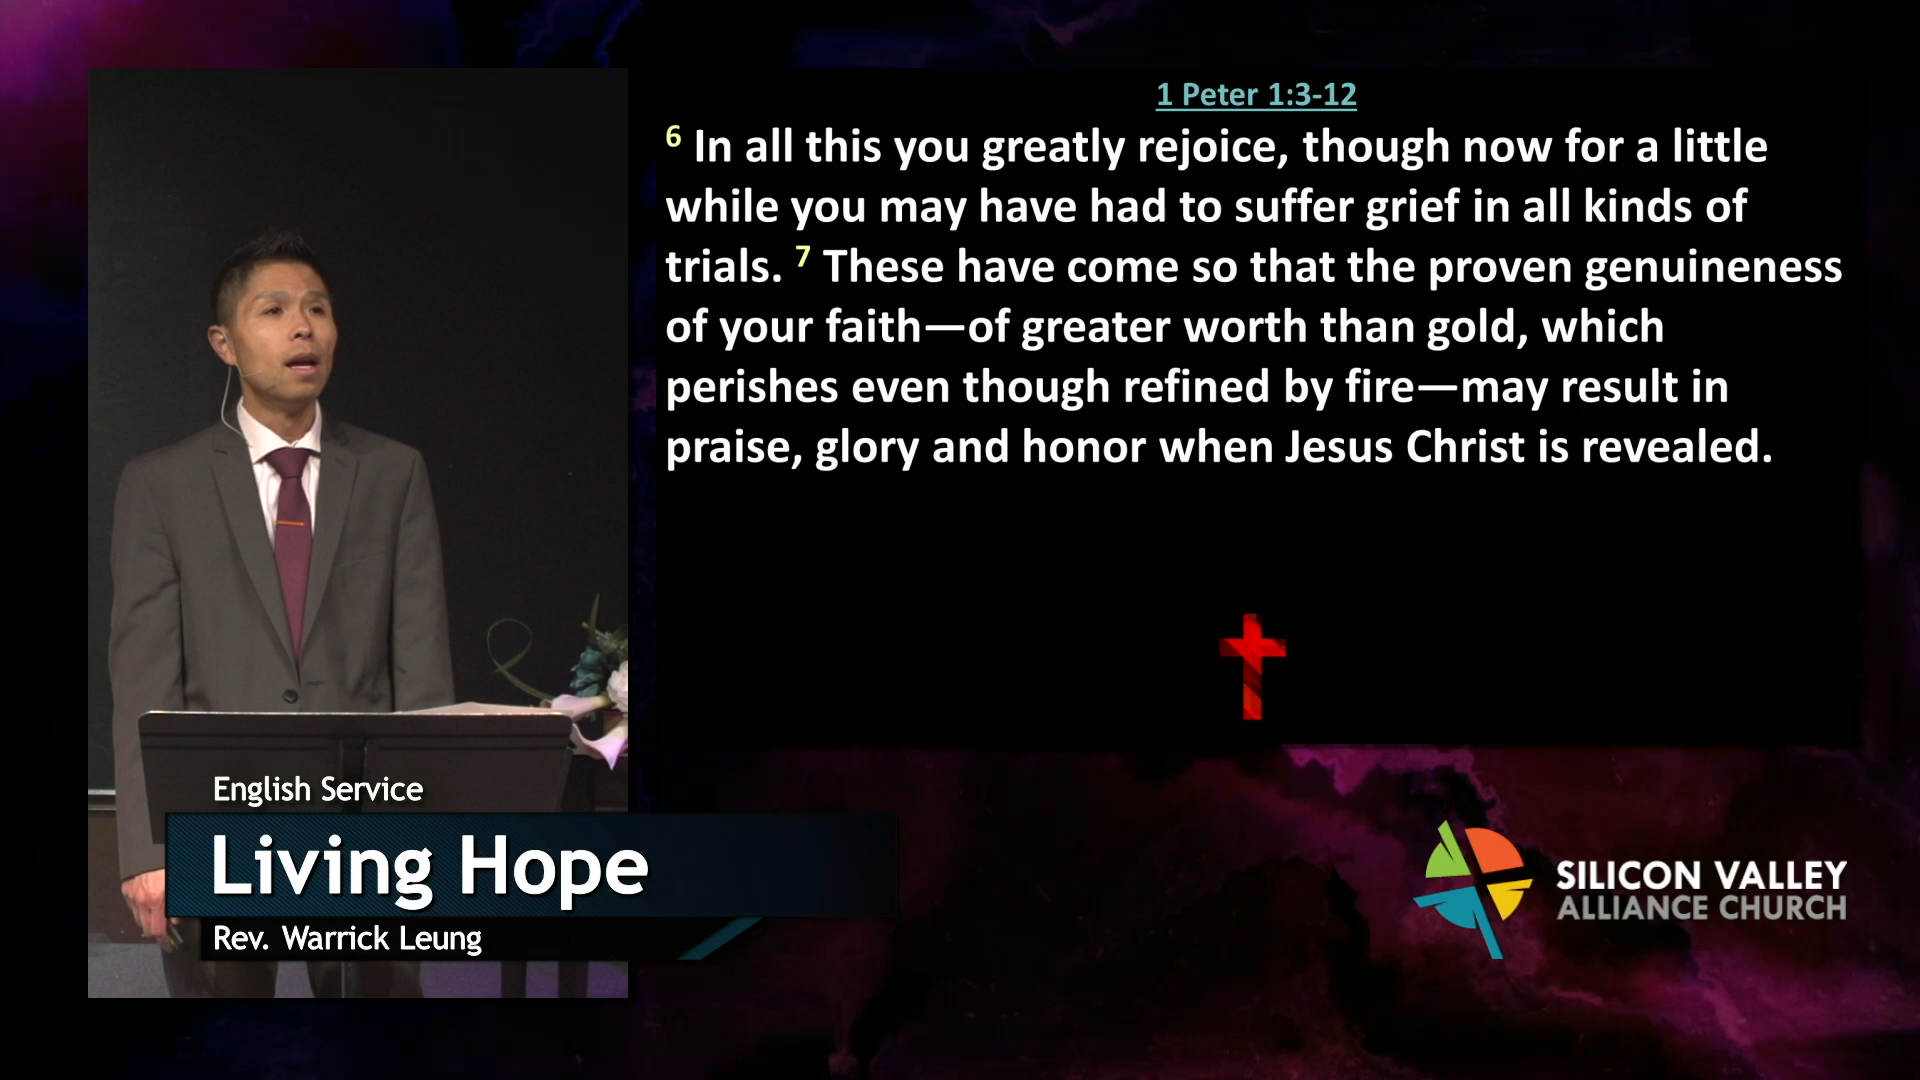 1 Peter 1:3-12
6 In all this you greatly rejoice, though now for a little
while you may have had to suffer grief in all kinds of
trials. 7 These have come so that the proven genuineness
of your faith—of greater worth than gold, which
perishes even though refined by fire—may result in
praise, glory and honor when Jesus Christ is revealed.
English Service
Living Hope
Rev. Warrick Leung
SILICON VALLEY
ALLIANCE CHURCH